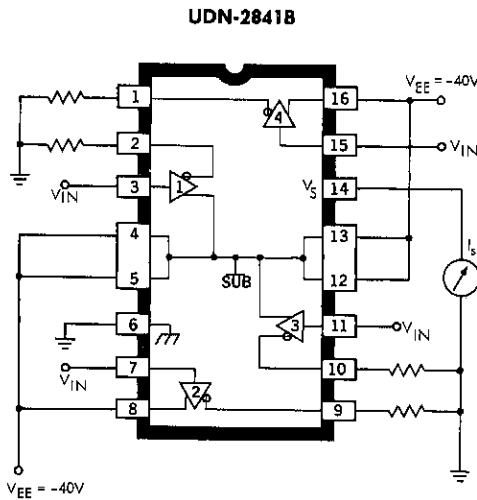 UDN-2841B
1
16
V_EE = -40V
4
2
15
V_IN
V_IN
3
1
V_S
14
4
13
I_s
5
SUB
12
6
3
11
V_IN
V_IN
7
2
10
8
9
V_EE = -40V